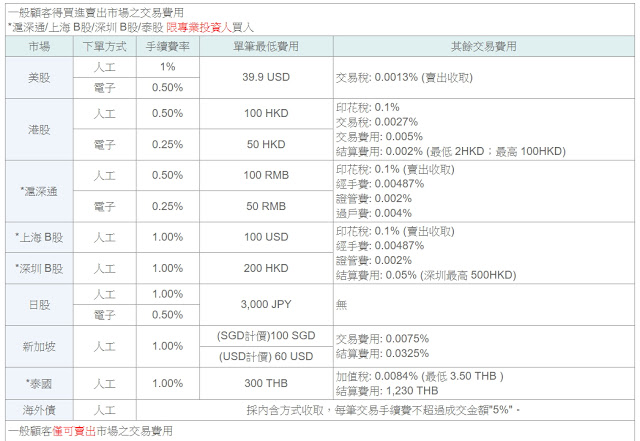 一般顧客得買進賣出市場之交易費用
*滬深通/上海 B股/深圳 B股/泰股 限專業投資人買入
市場 下單方式 手續費率 單筆最低費用 其餘交易費用
美股 人工 1% 39.9 USD 交易稅: 0.0013% (賣出收取)
電子 0.50%
港股 人工 0.50% 100 HKD 印花稅: 0.1%
交易稅: 0.0027%
電子 0.25% 50 HKD 交易費用: 0.005%
結算費用: 0.002% (最低 2HKD；最高 100HKD)
*滬深通 人工 0.50% 100 RMB 印花稅: 0.1% (賣出收取)
經手費: 0.00487%
電子 0.25% 50 RMB 證管費: 0.002%
過戶費: 0.004%
*上海 B股 人工 1.00% 100 USD 印花稅: 0.1% (賣出收取)
經手費: 0.00487%
*深圳 B股 人工 1.00% 200 HKD 證管費: 0.002%
結算費用: 0.05% (深圳最高 500HKD)
日股 人工 1.00% 3,000 JPY 無
電子 0.50%
新加坡 人工 1.00% (SGD計價)100 SGD 交易費用: 0.0075%
(USD計價) 60 USD 結算費用: 0.0325%
*泰國 人工 1.00% 300 THB 加值稅: 0.0084% (最低 3.50 THB )
結算費用: 1,230 THB
海外債 人工 採內含方式收取，每筆交易手續費不超過成交金額"5%"。
一般顧客僅可賣出市場之交易費用